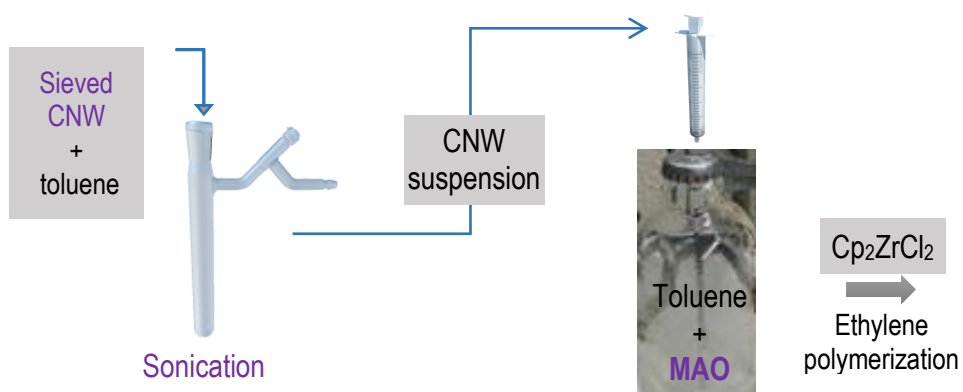 Sieved
CNW
+
toluene
Sonication
CNW
suspension
Toluene
+
MAO
Cp₂ZrCl₂
Ethylene
polymerization